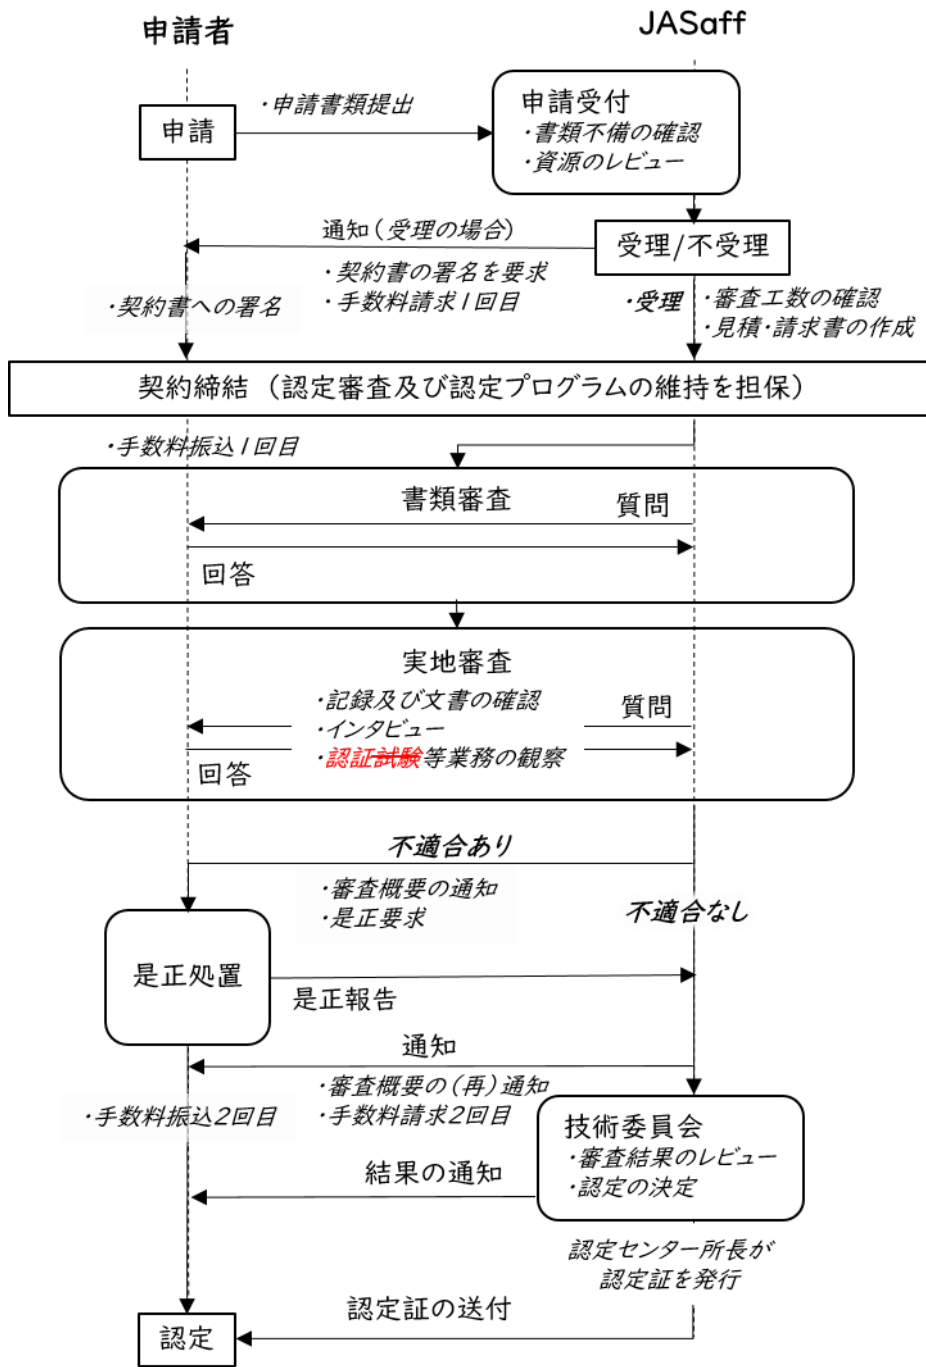 申請者
JASaff
申請
・申請書類提出
申請受付
・書類不備の確認
・資源のレビュー
通知（受理の場合）
受理/不受理
・契約書の署名を要求
・手数料請求1回目
・契約書への署名
・受理
・審査工数の確認
・見積・請求書の作成
契約締結 （認定審査及び認定プログラムの維持を担保）
・手数料振込1回目
書類審査
質問
回答
実地審査
・記録及び文書の確認
質問
・インタビュー
・認証試験等業務の観察
回答
不適合あり
・審査概要の通知
・是正要求
不適合なし
是正処置
是正報告
通知
・審査概要の（再）通知
・手数料請求2回目
・手数料振込2回目
技術委員会
・審査結果のレビュー
・認定の決定
結果の通知
認定センター所長が
認定証を発行
認定証の送付
認定